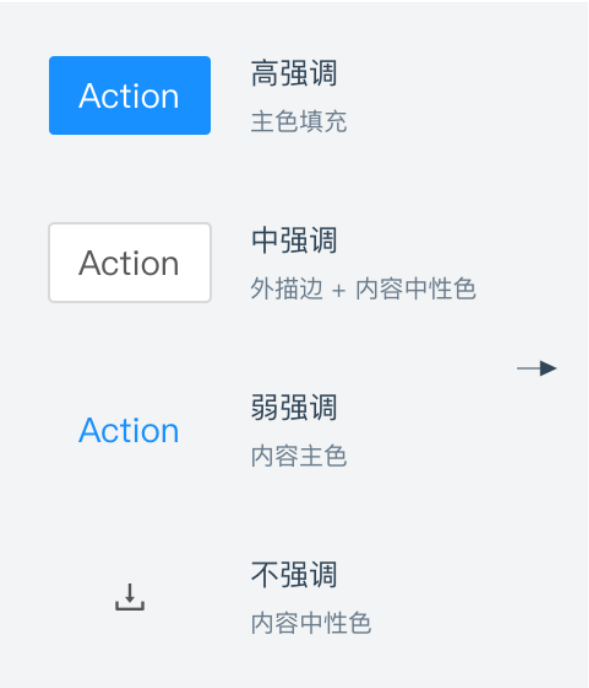 Action
高强调
主色填充
Action
中强调
外描边 + 内容中性色
Action
弱强调
内容主色
不强调
内容中性色